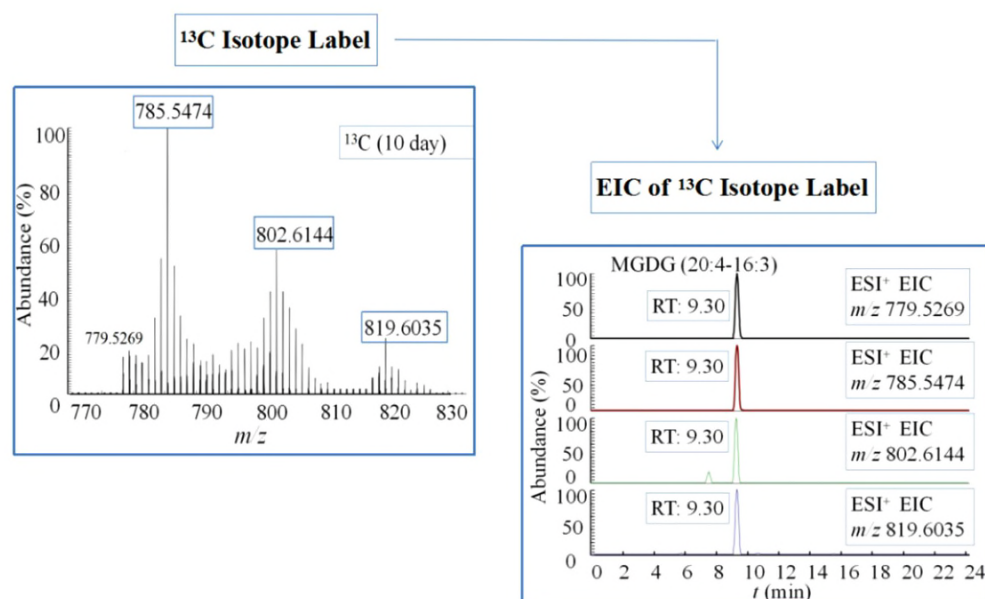 ¹³C Isotope Label
785.5474
¹³C (10 day)
802.6144
779.5269
819.6035
100
80
60
40
20
0
Abundance (%)
770 780 790 800 810 820 830
m/z
EIC of ¹³C Isotope Label
MGDG (20:4-16:3)
100
50
0
RT: 9.30
ESI⁺ EIC
m/z 779.5269
100
50
0
RT: 9.30
ESI⁺ EIC
m/z 785.5474
100
50
0
RT: 9.30
ESI⁺ EIC
m/z 802.6144
100
50
0
RT: 9.30
ESI⁺ EIC
m/z 819.6035
Abundance (%)
0 2 4 6 8 10 12 14 16 18 20 22 24
t (min)